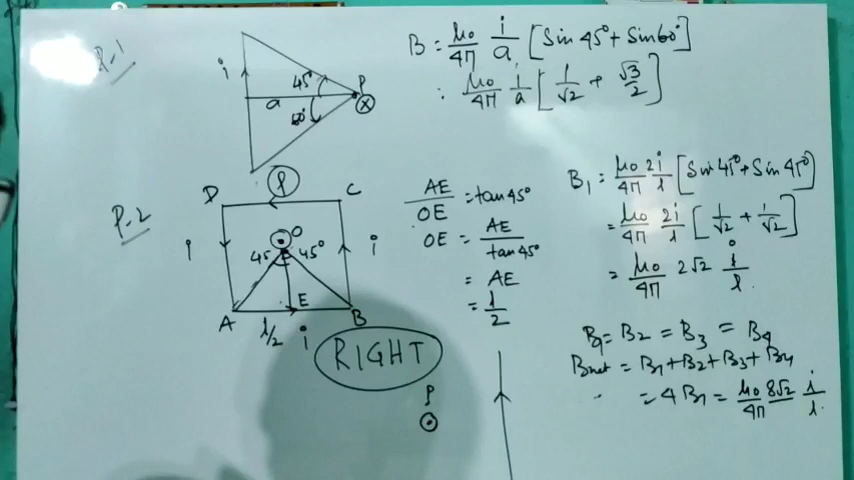 P-1
i
45°
P
a
60°
B = μ₀/4π i/a [Sin 45° + Sin 60°]
: μ₀/4π i/a [1/√2 + √3/2]
P-2
D
C
O
45
45°
i
A
E
B
l/2
i
AE/OE = tan 45°
OE = AE/tan 45°
= AE
= l/2
RIGHT
P
B₁ = μ₀/4π 2i/l [Sin 45° + Sin 45°]
= μ₀/4π 2i/l [1/√2 + 1/√2]
= μ₀/4π 2√2 i/l.
B₁ = B₂ = B₃ = B₄
Bnet = B₁ + B₂ + B₃ + B₄
= 4 B₁ = μ₀/4π 8√2 i/l.